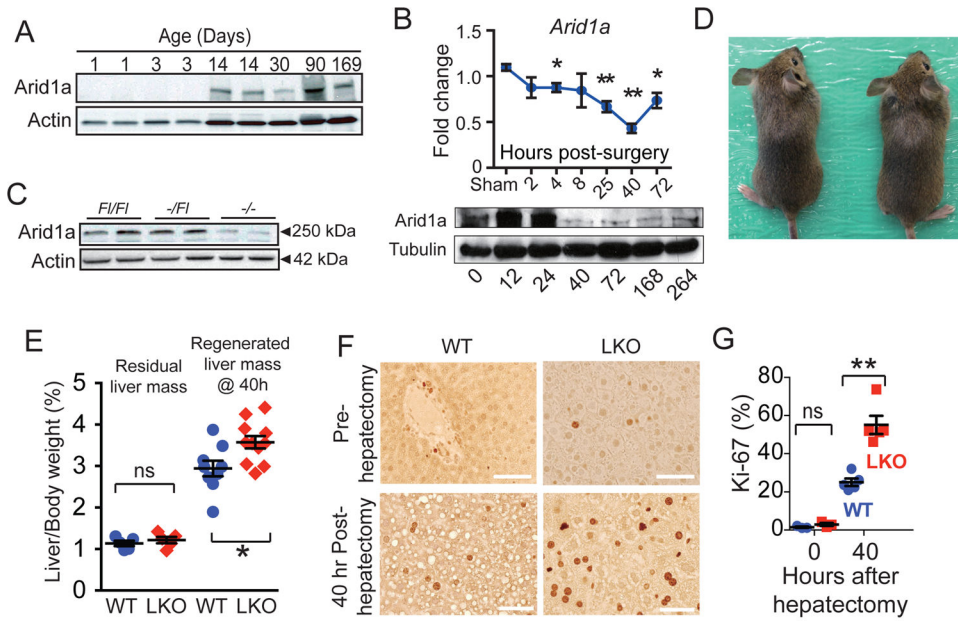 A
Age (Days)
1 1 3 3 14 14 30 90 169
Arid1a
Actin
B
Arid1a
Fold change
1.5
1.0
0.5
0
* ** ** *
Hours post-surgery
Sham 2 4 8 25 40 72
Arid1a
Tubulin
0 12 24 40 72 168 264
C
Fl/Fl -/Fl -/-
Arid1a
250 kDa
Actin
42 kDa
D
E
Liver/Body weight (%)
Residual
liver mass
Regenerated
liver mass
@ 40h
5
4
3
2
1
0
ns
*
WT LKO WT LKO
F
WT LKO
Pre-
hepatectomy
40 hr Post-
hepatectomy
G
Ki-67 (%)
80
60
40
20
0
ns
**
LKO
WT
0 40
Hours after
hepatectomy